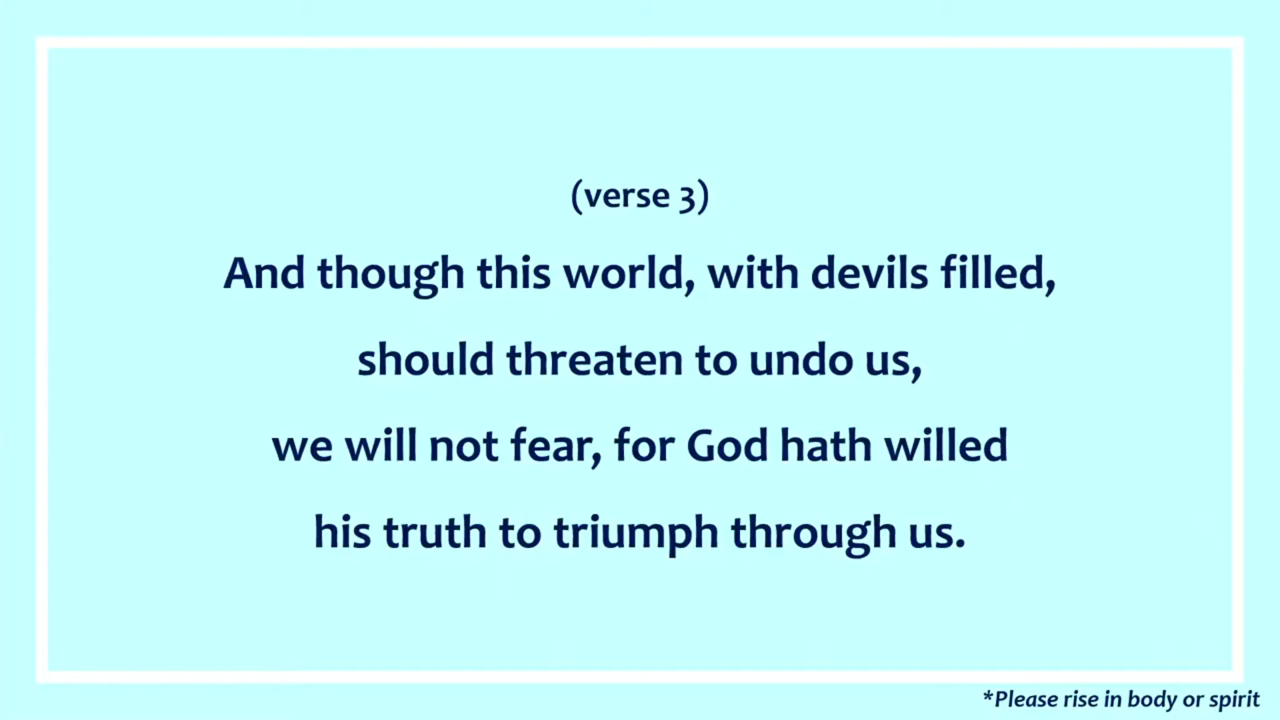 (verse 3)
And though this world, with devils filled,
should threaten to undo us,
we will not fear, for God hath willed
his truth to triumph through us.
*Please rise in body or spirit